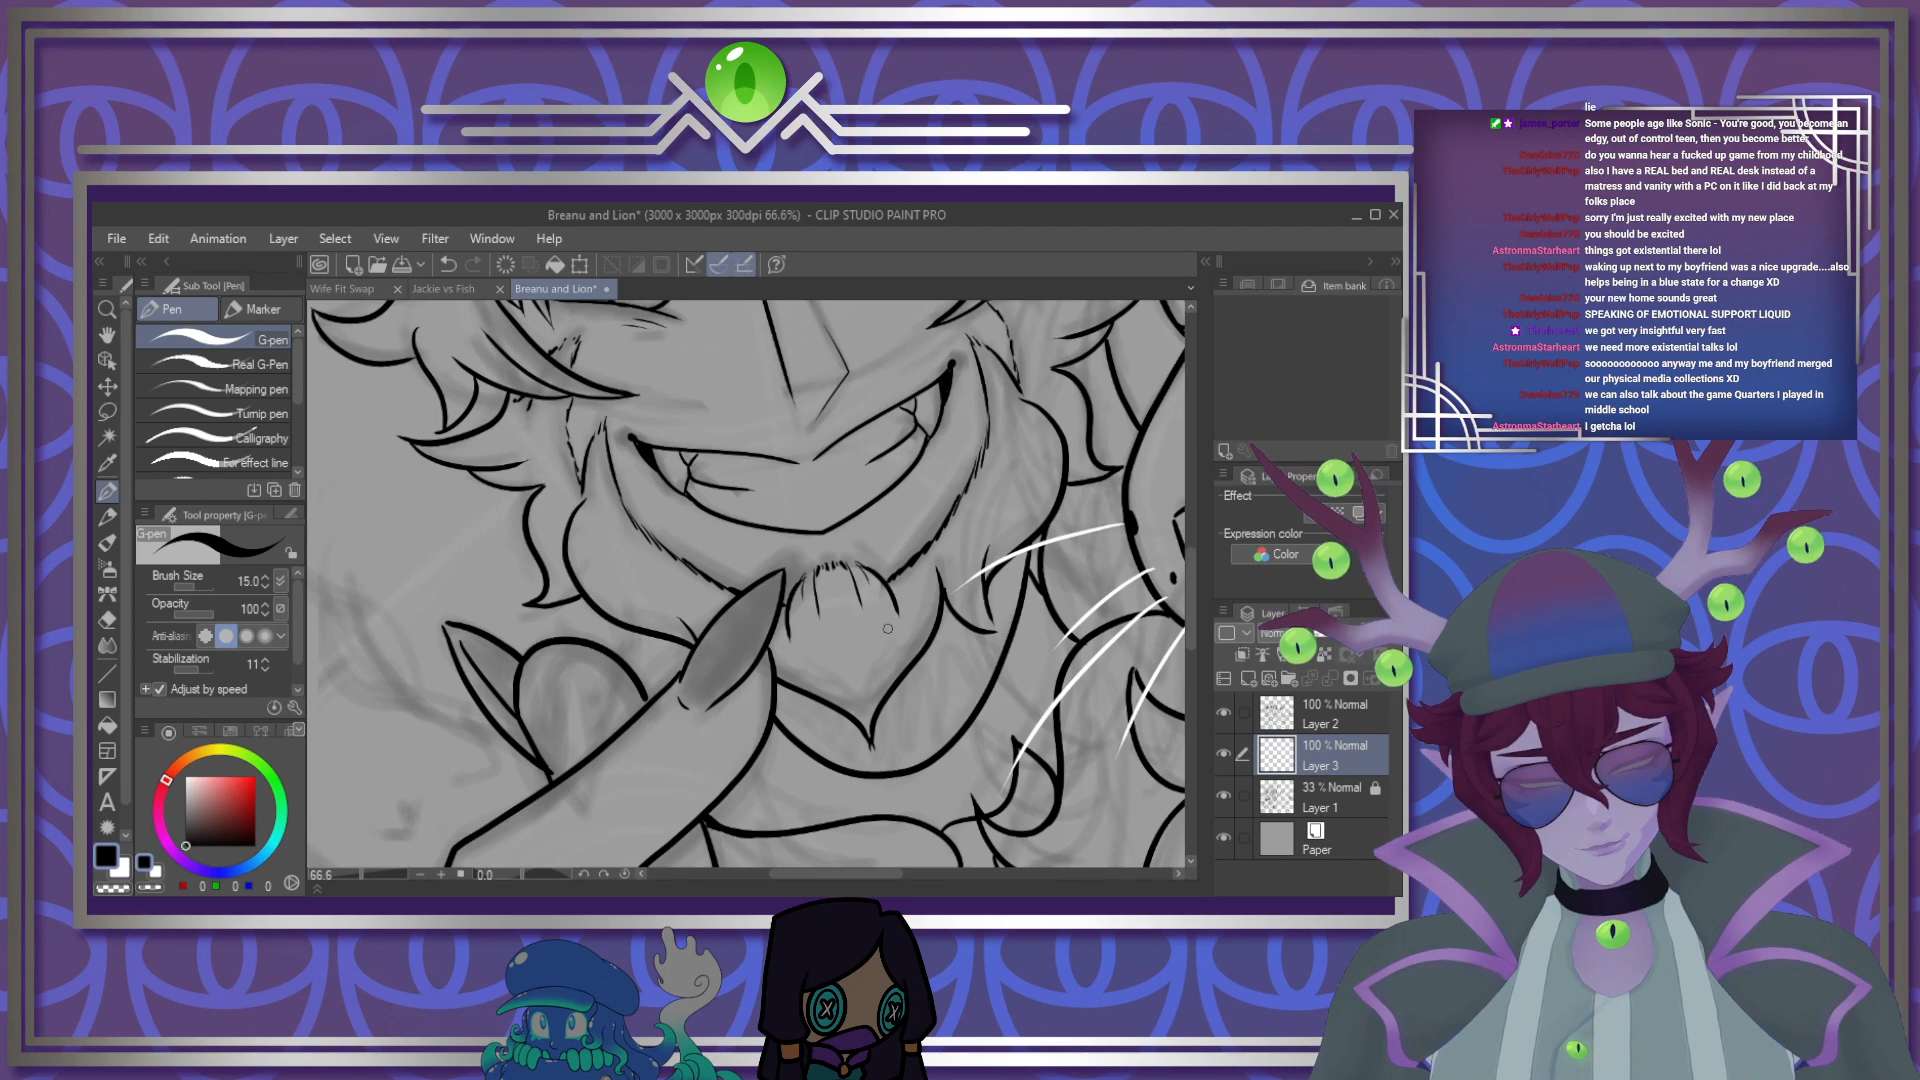 Breanu and Lion* (3000 x 3000px 300dpi 66.6%) - CLIP STUDIO PAINT PRO
File Edit Animation Layer Select View Filter Window Help
Sub Tool [Pen]
Pen
Marker
G-pen
Real G-Pen
Mapping pen
Turnip pen
Calligraphy
For effect line
Tool property [G-pe
G-pen
Brush Size 15.0
Opacity 100
Anti-aliasin
Stabilization 11
Adjust by speed
0 0 0
Wife Fit Swap
Jackie vs Fish
Breanu and Lion*
66.6
0.0
Item bank
Effect
Expression color
Color
Layer
100 % Normal
Layer 2
100 % Normal
Layer 3
33 % Normal
Layer 1
Paper
lie
james_porter Some people age like Sonic - You're good, you become an
edgy, out of control teen, then you become better
do you wanna hear a fucked up game from my childhood
also I have a REAL bed and REAL desk instead of a
matress and vanity with a PC on it like I did back at my
folks place
sorry I'm just really excited with my new place
you should be excited
AstronmaStarheart things got existential there lol
waking up next to my boyfriend was a nice upgrade....also
helps being in a blue state for a change XD
your new home sounds great
SPEAKING OF EMOTIONAL SUPPORT LIQUID
we got very insightful very fast
AstronmaStarheart we need more existential talks lol
soooooooooooo anyway me and my boyfriend merged
our physical media collections XD
we can also talk about the game Quarters I played in
middle school
AstronmaStarheart I getcha lol